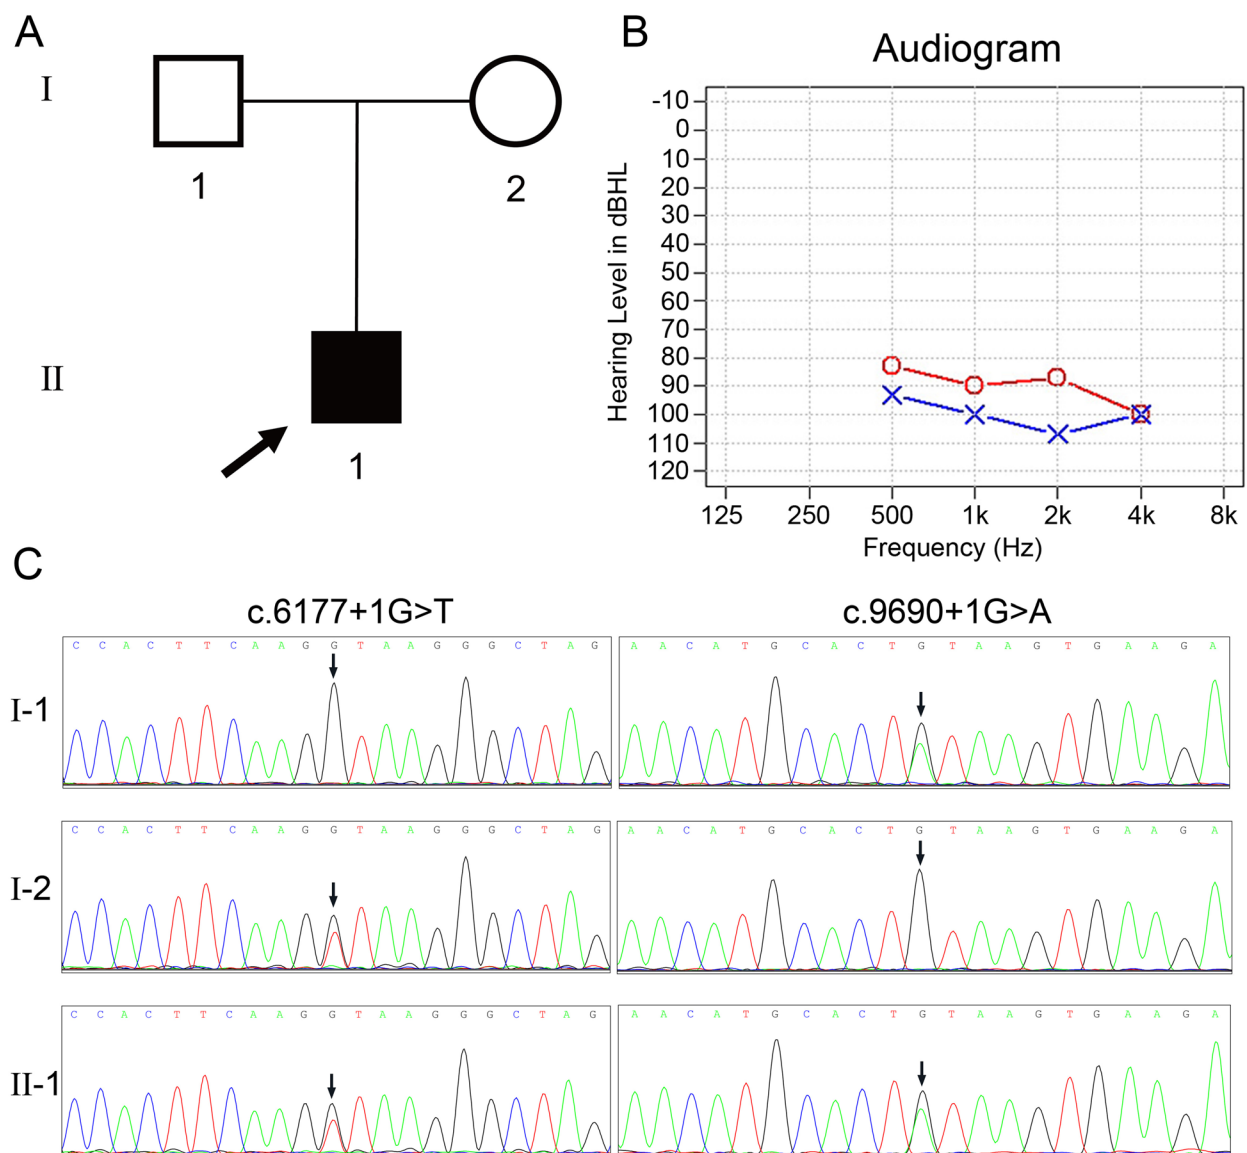 A
I
1
2
II
1
B
Audiogram
Hearing Level in dBHL
-10
0
10
20
30
40
50
60
70
80
90
100
110
120
125 250 500 1k 2k 4k 8k
Frequency (Hz)
C
c.6177+1G>T c.9690+1G>A
I-1
C C A C T T C A A G G T A A G G G C T A G
A A C A T G C A C T G T A A G T G A A G A
I-2
C C A C T T C A A G G T A A G G G C T A G
A A C A T G C A C T G T A A G T G A A G A
II-1
C C A C T T C A A G G T A A G G G C T A G
A A C A T G C A C T G T A A G T G A A G A